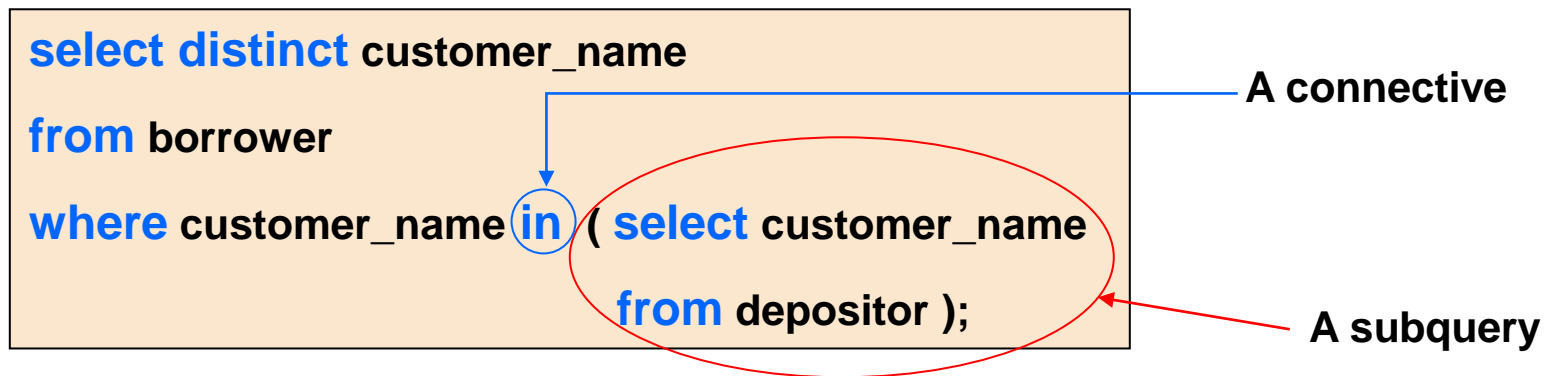 select distinct customer_name
from borrower
where customer_name in ( select customer_name
from depositor );
A connective
A subquery